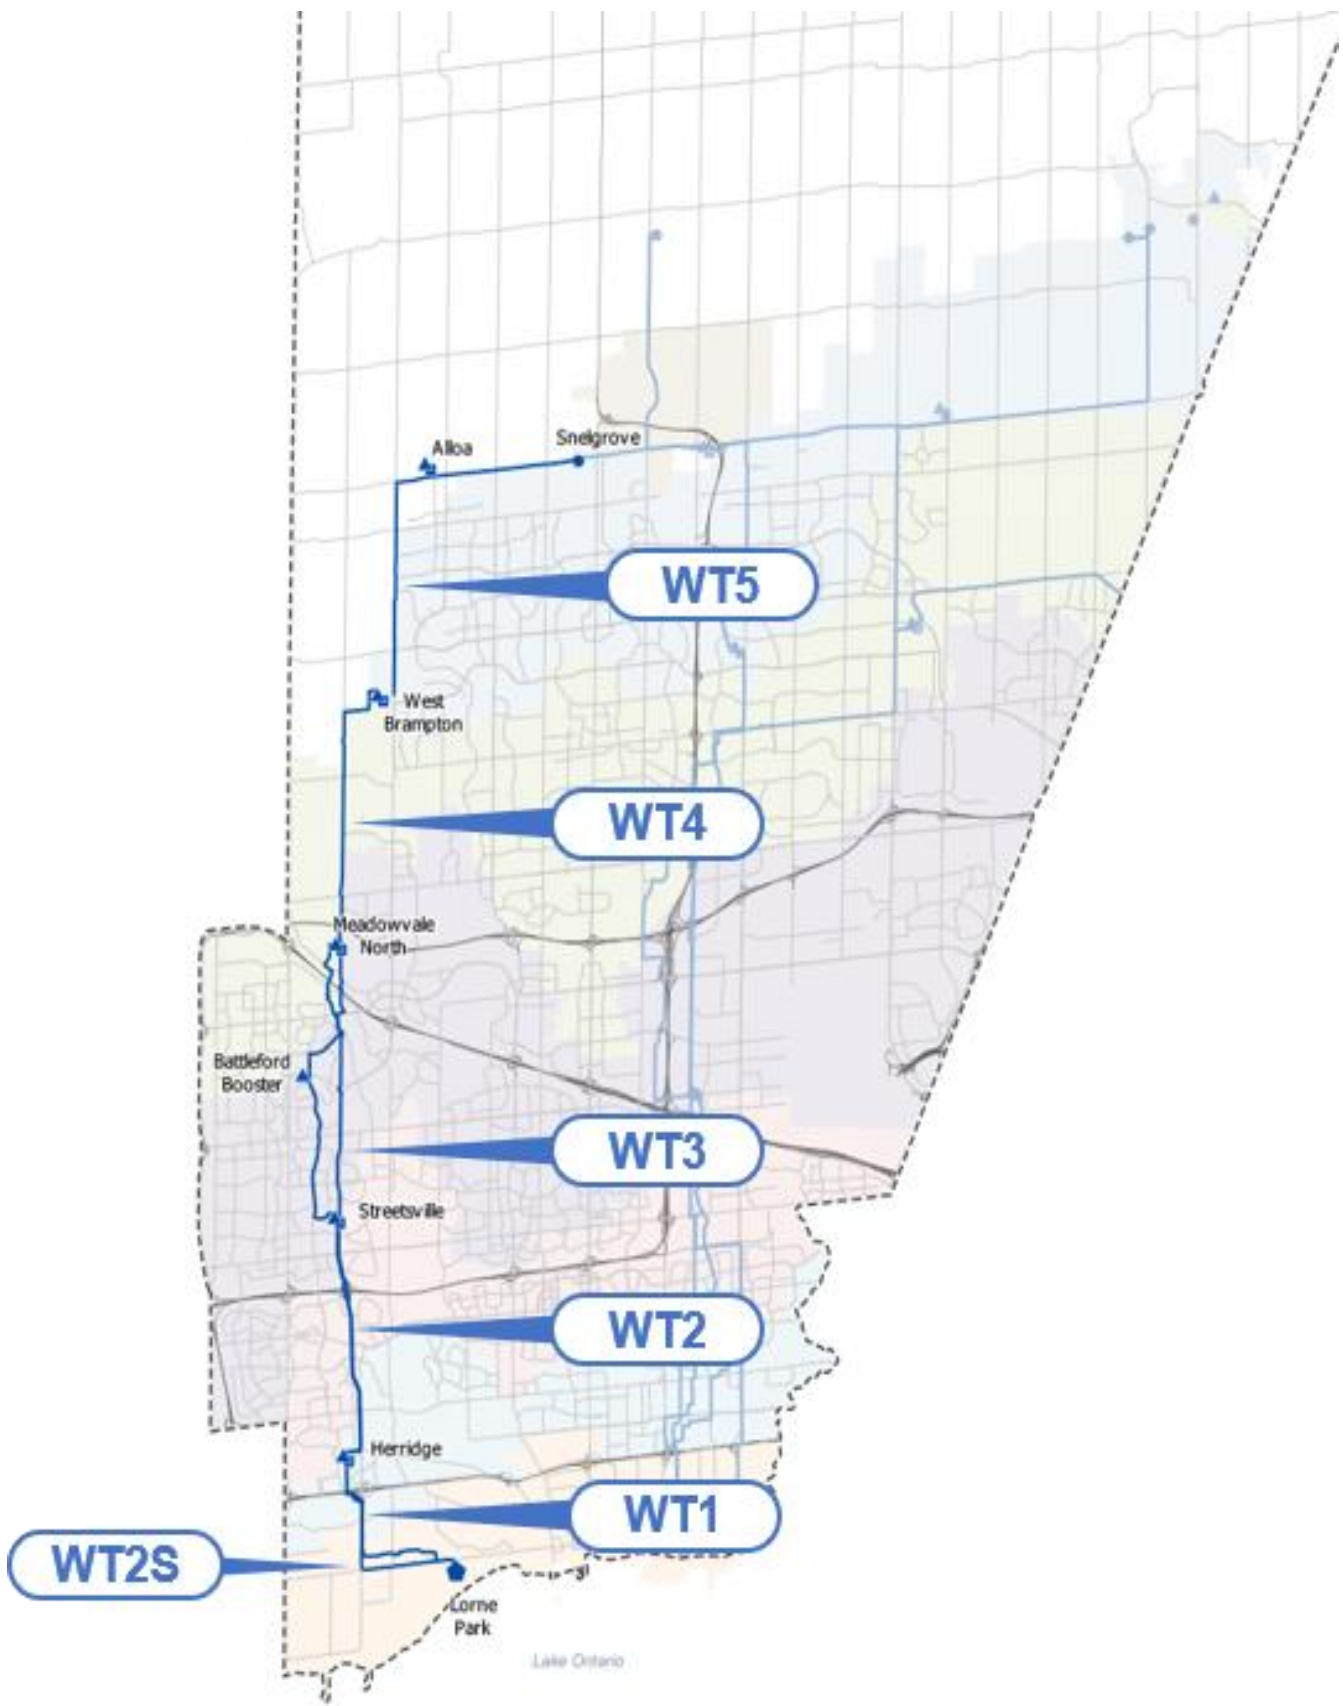 Alloa
Snelgrove
WT5
West
Brampton
WT4
Meadowvale
North
Battleford
Booster
WT3
Streetsville
WT2
Herridge
WT1
WT2S
Lorne
Park
Lake Ontario